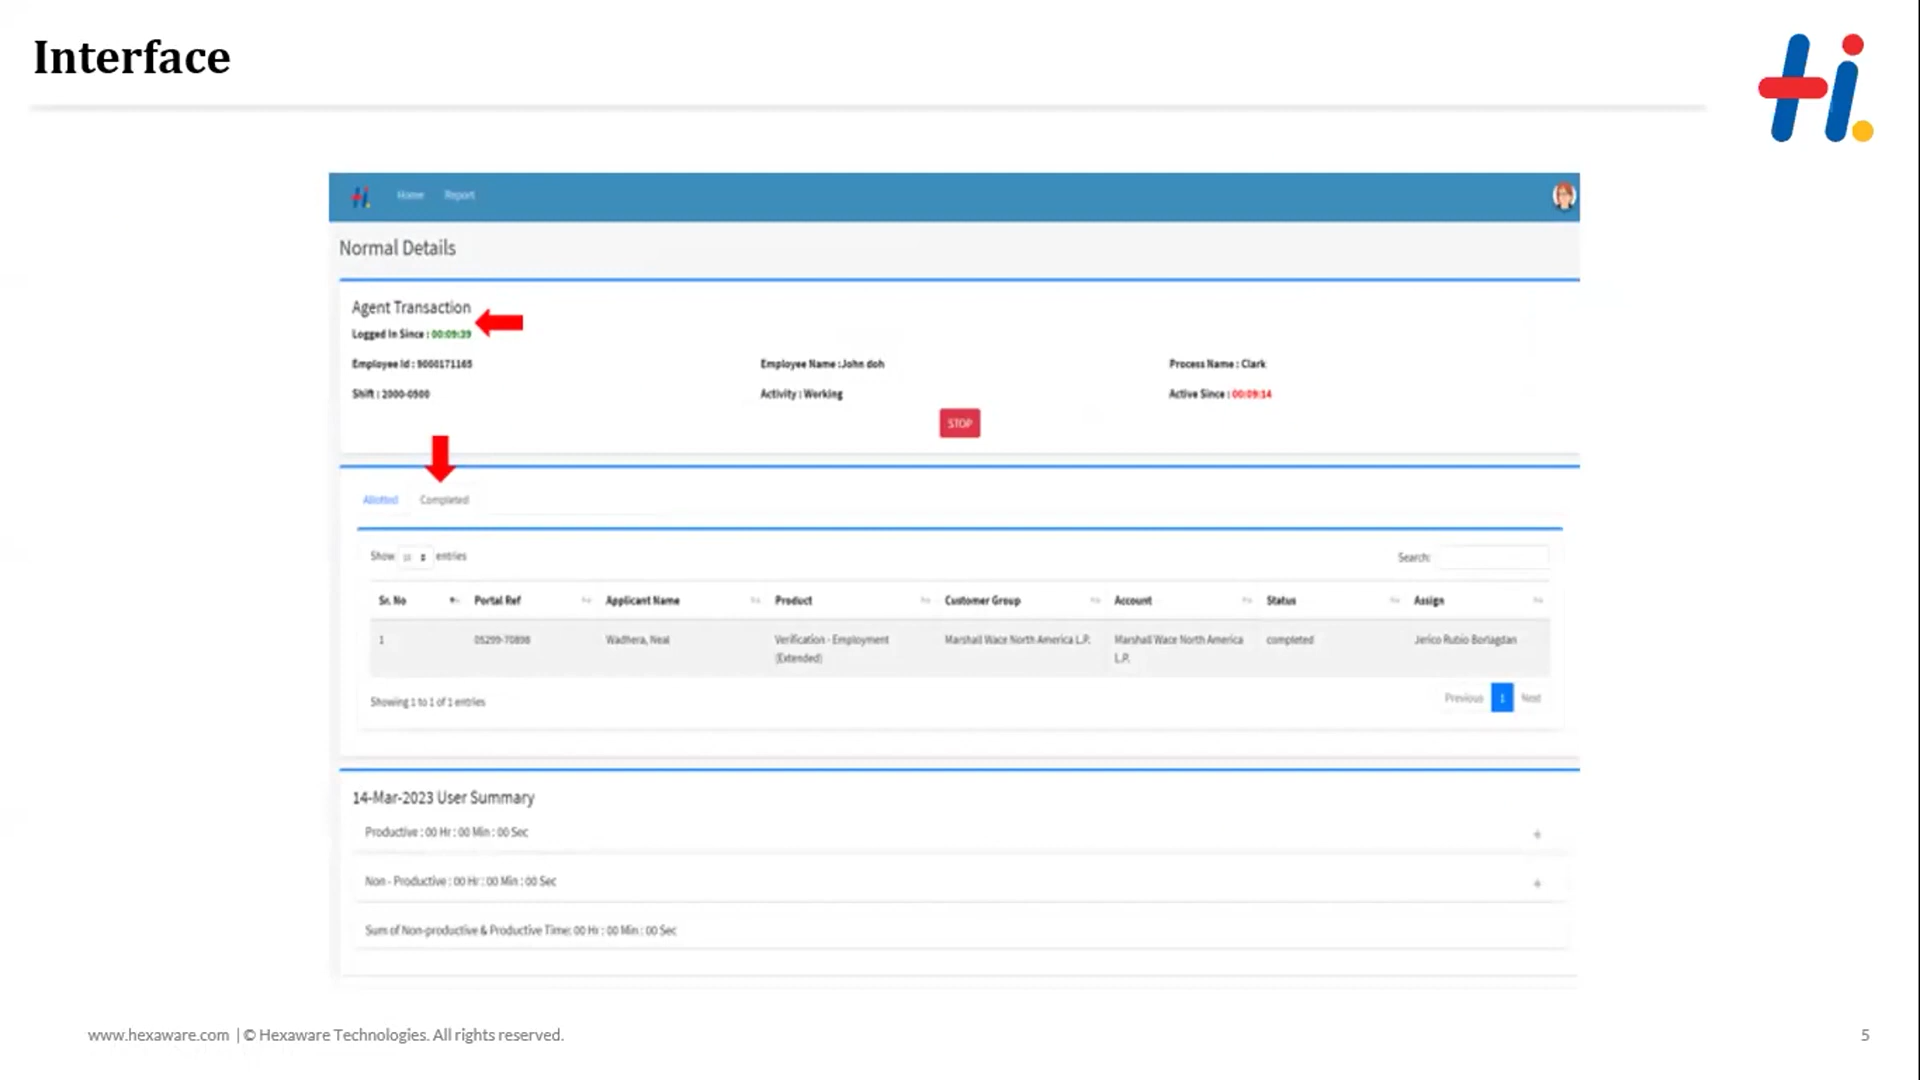 Interface
Home Report
Normal Details
Agent Transaction
Logged In Since : 00:09:39
Employee Id : 9000171165 Employee Name :John doh Process Name : Clark
Shift : 2000-0500 Activity : Working Active Since : 00:09:14
STOP
Allotted Completed
Show 10 entries Search:
Sr. No Portal Ref Applicant Name Product Customer Group Account Status Assign
1 05299-70898 Wadhera, Neal Verification - Employment Marshall Wace North America L.P. Marshall Wace North America completed Jerico Rubio Borlagdan
(Extended) L.P.
Showing 1 to 1 of 1 entries Previous 1 Next
14-Mar-2023 User Summary
Productive : 00 Hr : 00 Min : 00 Sec +
Non - Productive : 00 Hr : 00 Min : 00 Sec +
Sum of Non-productive & Productive Time: 00 Hr : 00 Min : 00 Sec
www.hexaware.com | © Hexaware Technologies. All rights reserved. 5